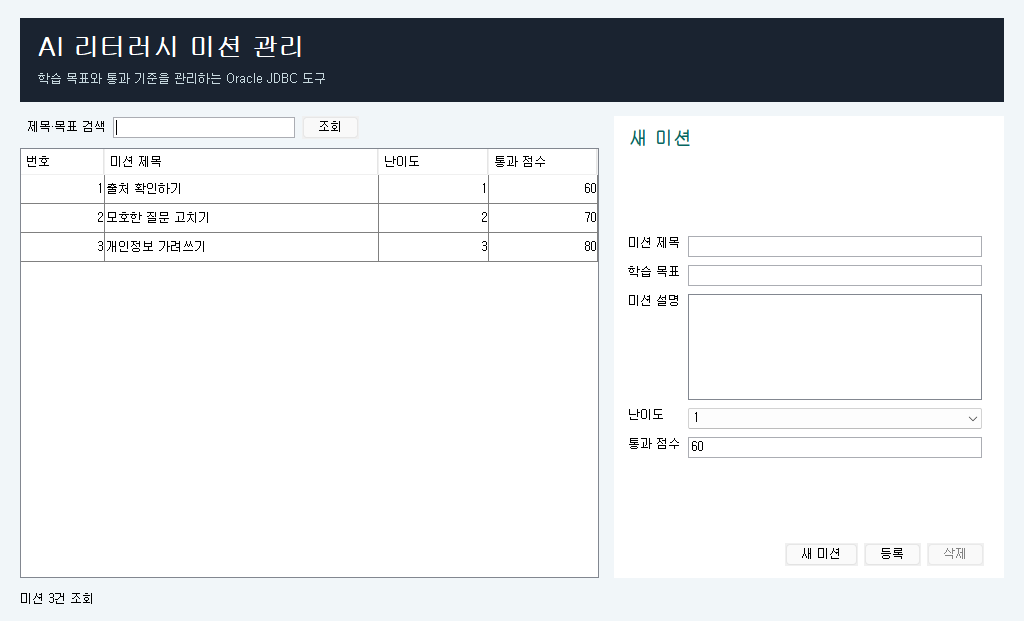 AI 리터러시 미션 관리
학습 목표와 통과 기준을 관리하는 Oracle JDBC 도구
제목·목표 검색 조회
번호 미션 제목 난이도 통과 점수
1 출처 확인하기 1 60
2 모호한 질문 고치기 2 70
3 개인정보 가려쓰기 3 80
새 미션
미션 제목
학습 목표
미션 설명
난이도 1
통과 점수 60
새 미션 등록 삭제
미션 3건 조회